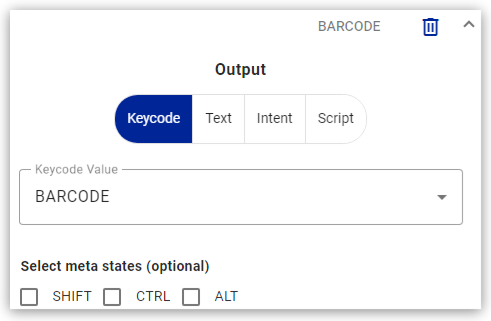 BARCODE
Output
Keycode Text Intent Script
Keycode Value
BARCODE
Select meta states (optional)
SHIFT CTRL ALT